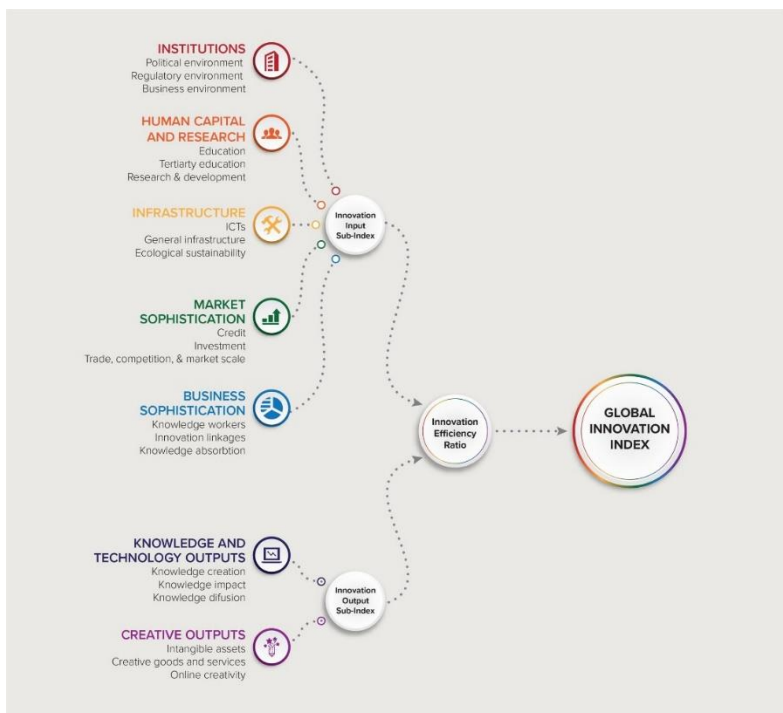 INSTITUTIONS
Political environment
Regulatory environment
Business environment
HUMAN CAPITAL
AND RESEARCH
Education
Tertiarty education
Research & development
INFRASTRUCTURE
ICTs
General infrastructure
Ecological sustainability
MARKET
SOPHISTICATION
Credit
Investment
Trade, competition, & market scale
BUSINESS
SOPHISTICATION
Knowledge workers
Innovation linkages
Knowledge absorbtion
KNOWLEDGE AND
TECHNOLOGY OUTPUTS
Knowledge creation
Knowledge impact
Knowledge difusion
CREATIVE OUTPUTS
Intangible assets
Creative goods and services
Online creativity
Innovation
Input
Sub-Index
Innovation
Output
Sub-Index
Innovation
Efficiency
Ratio
GLOBAL
INNOVATION
INDEX